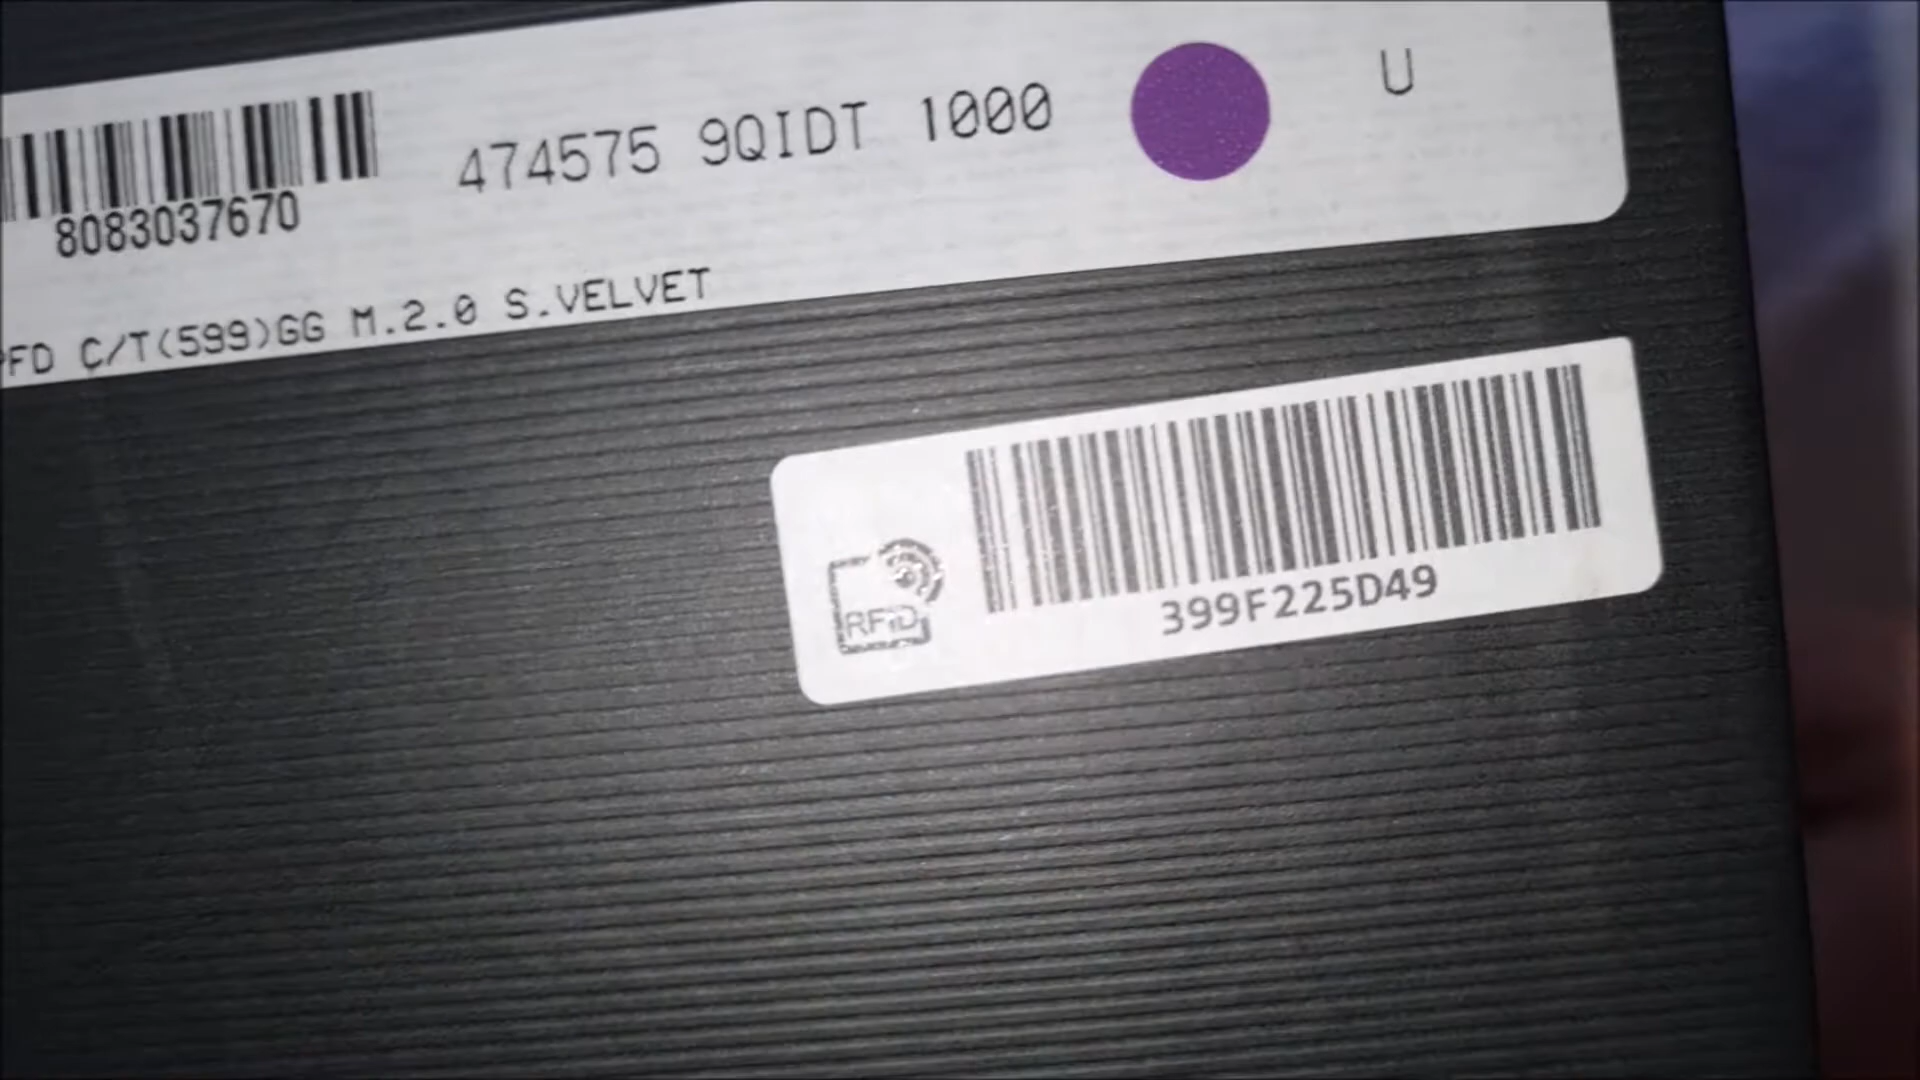 474575 9QIDT 1000 U
8083037670
FD C/T(599)GG M.2.0 S.VELVET
RFID
399F225D49